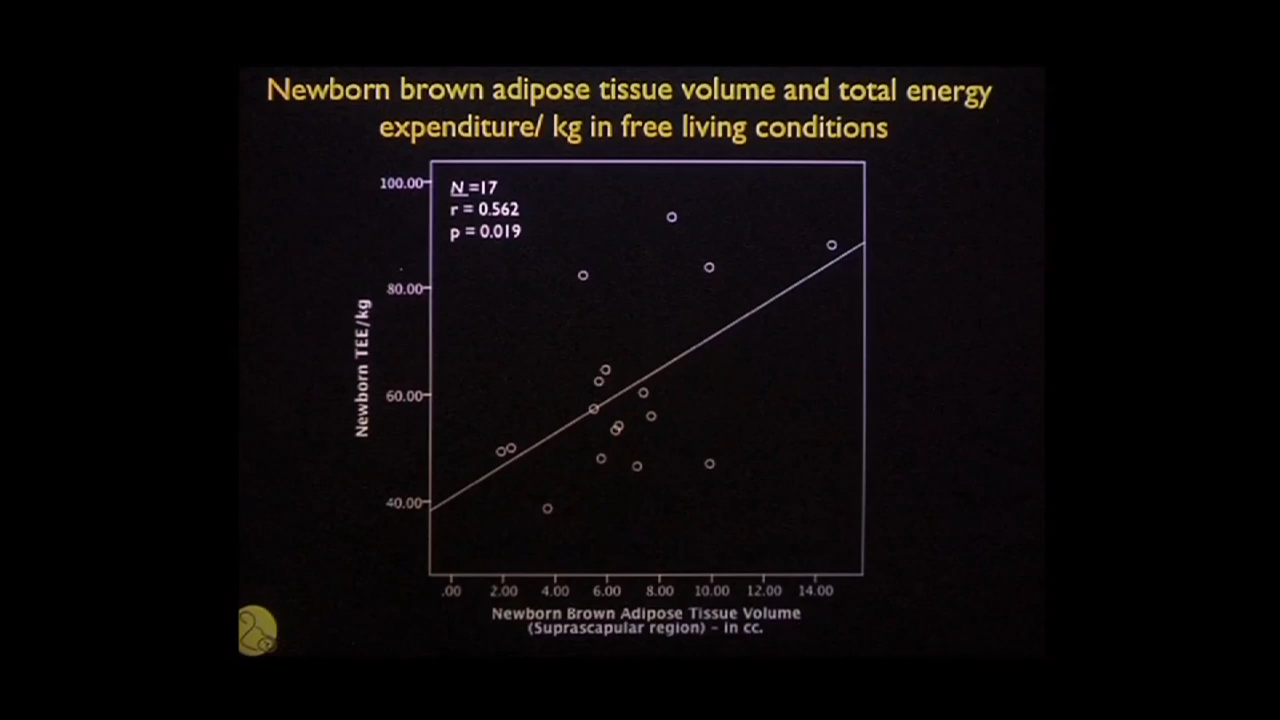 Newborn brown adipose tissue volume and total energy
expenditure/ kg in free living conditions
N =17
r = 0.562
p = 0.019
100.00
80.00
60.00
40.00
Newborn TEE/kg
.00 2.00 4.00 6.00 8.00 10.00 12.00 14.00
Newborn Brown Adipose Tissue Volume
(Suprascapular region) – in cc.